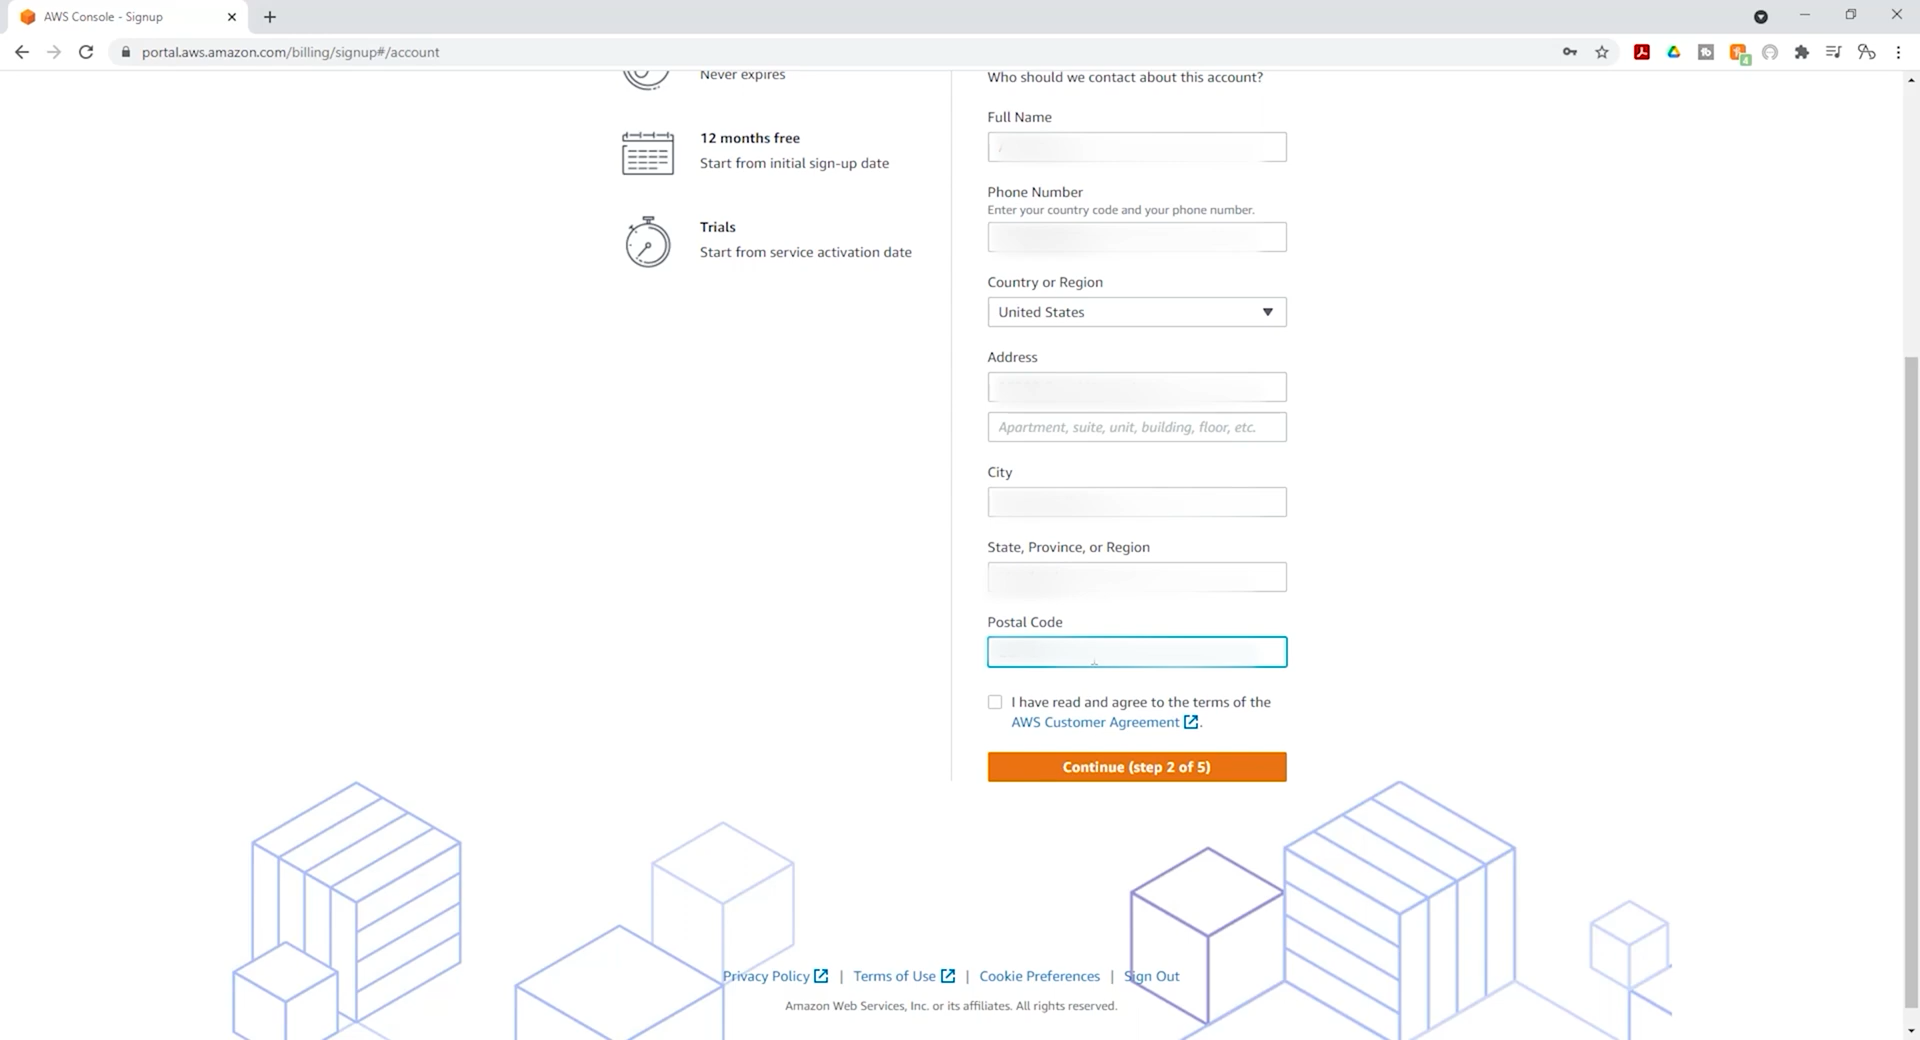 AWS Console - Signup
portal.aws.amazon.com/billing/signup#/account
4
Never expires
12 months free
Start from initial sign-up date
Trials
Start from service activation date
Who should we contact about this account?
Full Name
Phone Number
Enter your country code and your phone number.
Country or Region
United States
Address
Apartment, suite, unit, building, floor, etc.
City
State, Province, or Region
Postal Code
I have read and agree to the terms of the
AWS Customer Agreement .
Continue (step 2 of 5)
Privacy Policy | Terms of Use | Cookie Preferences | Sign Out
Amazon Web Services, Inc. or its affiliates. All rights reserved.